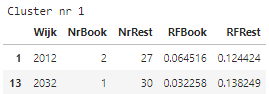 Cluster nr 1
Wijk NrBook NrRest RFBook RFRest
1 2012 2 27 0.064516 0.124424
13 2032 1 30 0.032258 0.138249